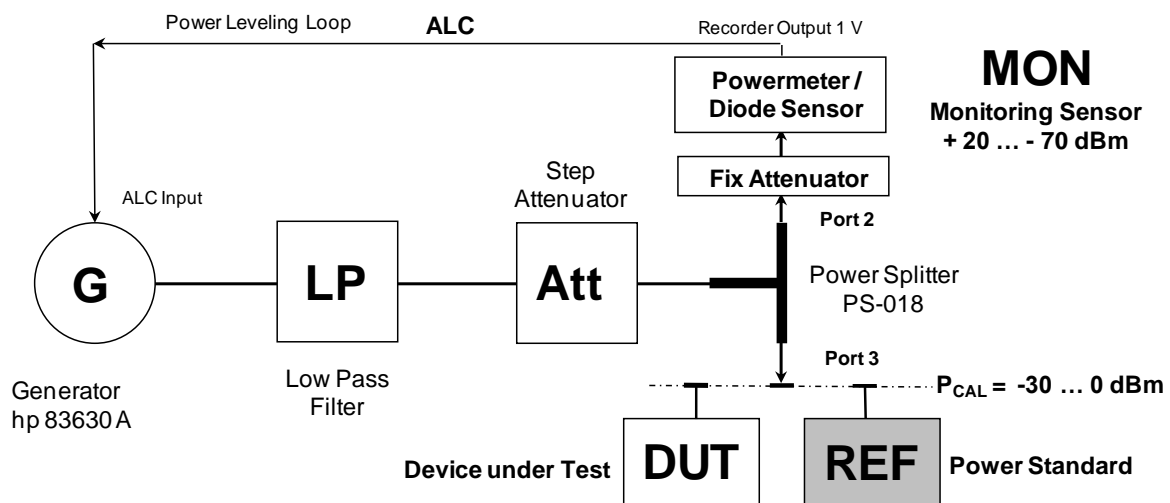 Power Leveling Loop
ALC
Recorder Output 1 V
Powermeter /
Diode Sensor
MON
Monitoring Sensor
+ 20 … - 70 dBm
Fix Attenuator
Step
Attenuator
ALC Input
Port 2
G
LP
Att
Power Splitter
PS-018
Port 3
Generator
hp 83630 A
Low Pass
Filter
PCAL = -30 … 0 dBm
Device under Test
DUT
REF
Power Standard